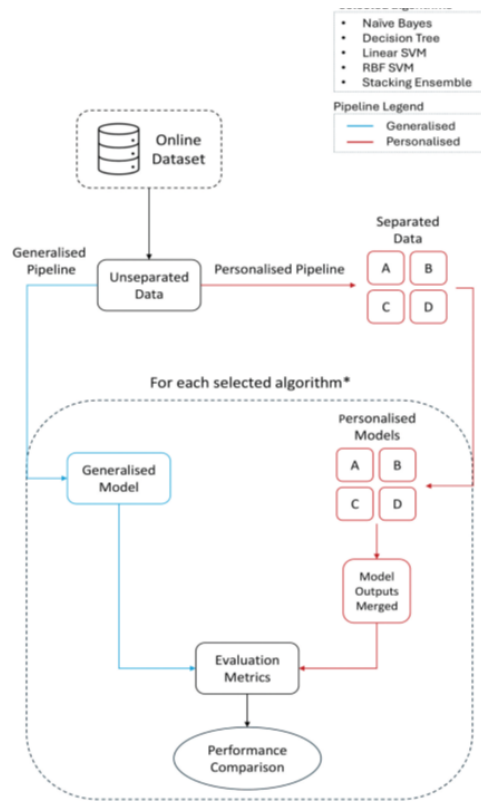 • Naïve Bayes
• Decision Tree
• Linear SVM
• RBF SVM
• Stacking Ensemble
Pipeline Legend
Generalised
Personalised
Online
Dataset
Separated
Data
Generalised
Pipeline
Unseparated
Data
Personalised Pipeline
A B
C D
For each selected algorithm*
Personalised
Models
Generalised
Model
A B
C D
Model
Outputs
Merged
Evaluation
Metrics
Performance
Comparison